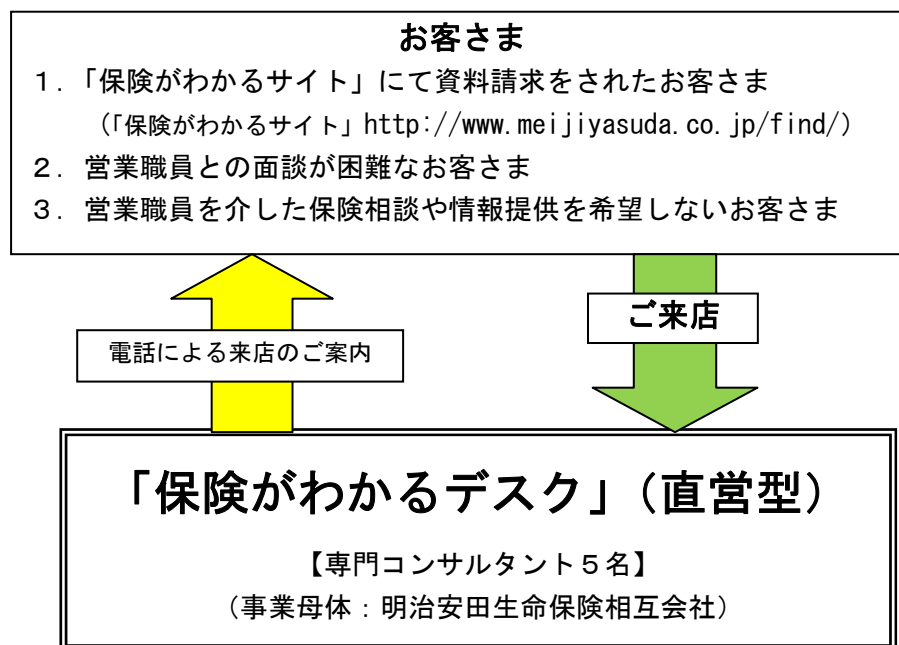 お客さま
１．「保険がわかるサイト」にて資料請求をされたお客さま
（「保険がわかるサイト」http://www.meijiyasuda.co.jp/find/）
２．営業職員との面談が困難なお客さま
３．営業職員を介した保険相談や情報提供を希望しないお客さま
ご来店
電話による来店のご案内
「保険がわかるデスク」（直営型）
【専門コンサルタント５名】
（事業母体：明治安田生命保険相互会社）